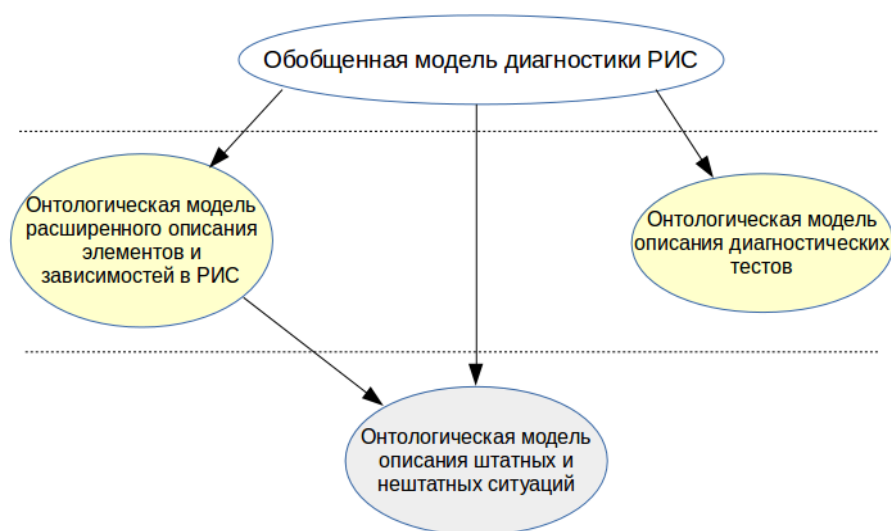 Обобщенная модель диагностики РИС
Онтологическая модель
расширенного описания
элементов и
зависимостей в РИС
Онтологическая модель
описания диагностических
тестов
Онтологическая модель
описания штатных и
нештатных ситуаций